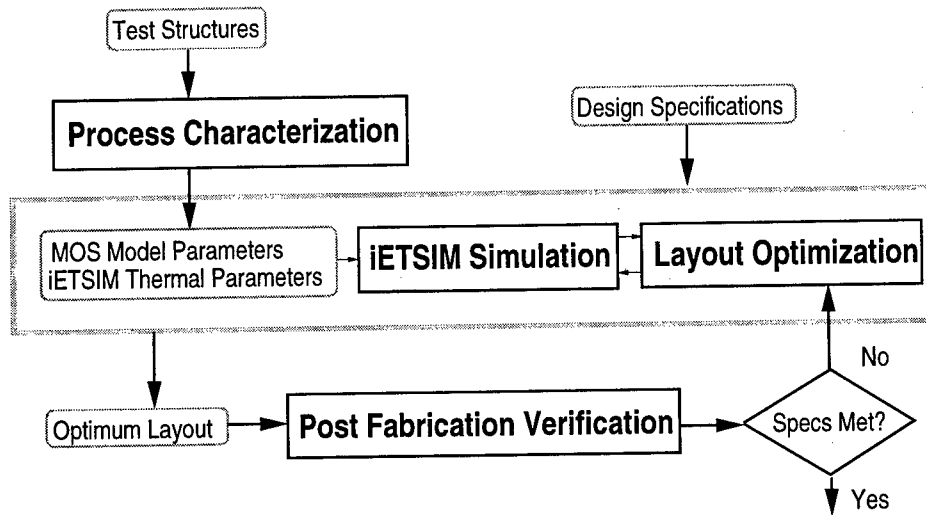 Test Structures
Process Characterization
Design Specifications
MOS Model Parameters
iETSIM Thermal Parameters
iETSIM Simulation
Layout Optimization
No
Optimum Layout
Post Fabrication Verification
Specs Met?
Yes